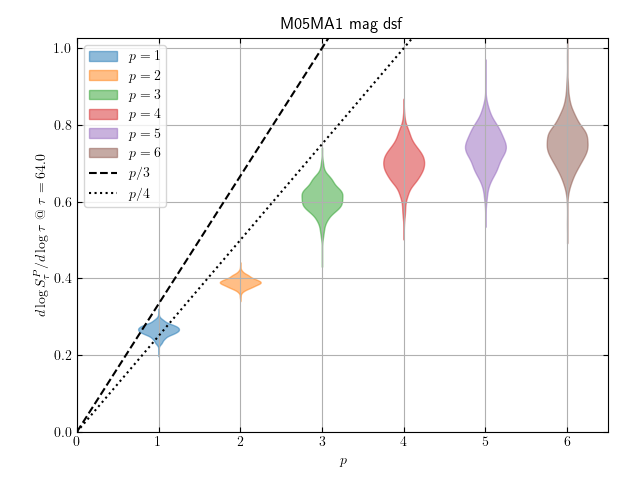 M05MA1 mag dsf
1.0
0.8
0.6
0.4
0.2
0.0
d log S_τ^P / d log τ @ τ = 64.0
p = 1
p = 2
p = 3
p = 4
p = 5
p = 6
p/3
p/4
0 1 2 3 4 5 6
p